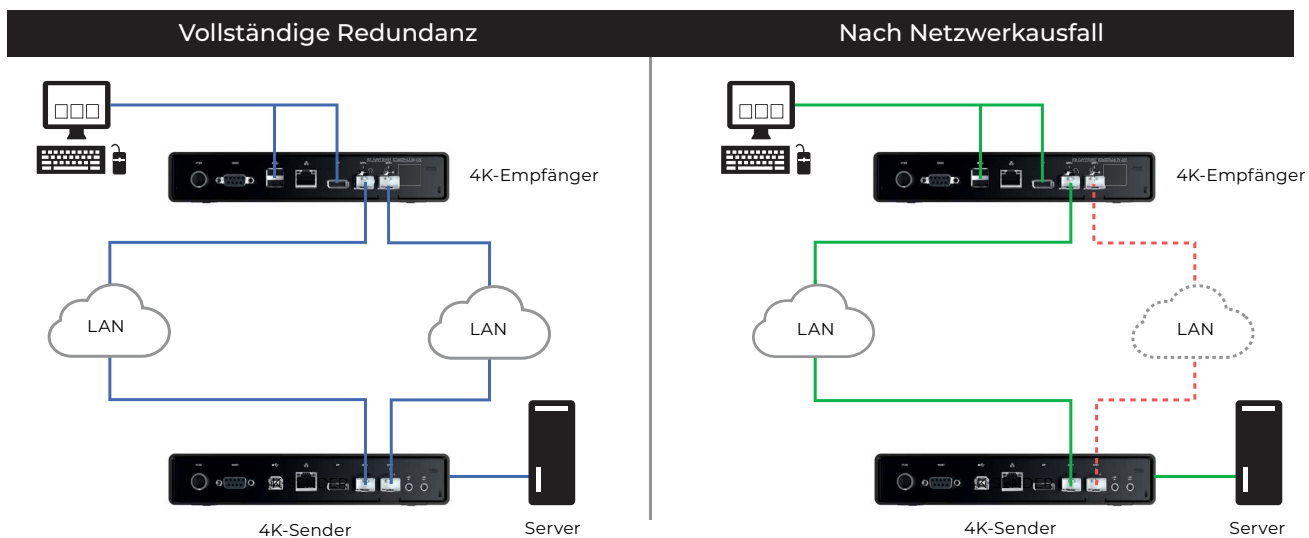 Vollständige Redundanz
Nach Netzwerkausfall
4K-Empfänger
4K-Empfänger
LAN
LAN
LAN
LAN
4K-Sender
Server
4K-Sender
Server